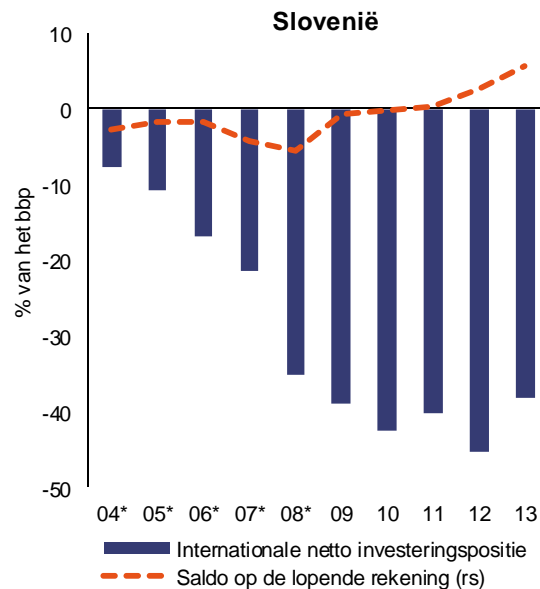 Slovenië
% van het bbp
10
0
-10
-20
-30
-40
-50
04* 05* 06* 07* 08* 09 10 11 12 13
Internationale netto investeringspositie
Saldo op de lopende rekening (rs)